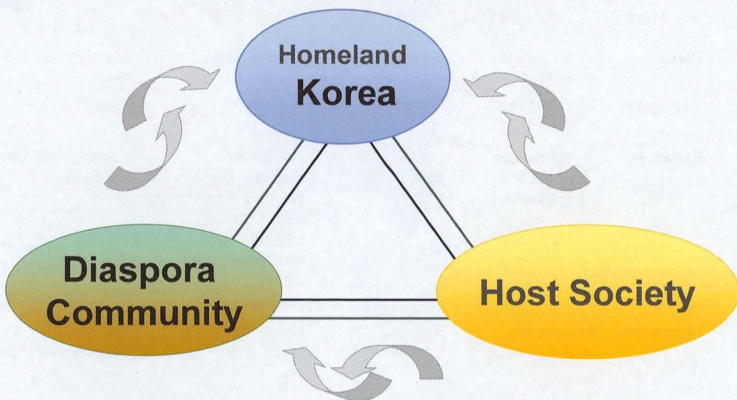 Homeland
Korea
Diaspora
Community
Host Society